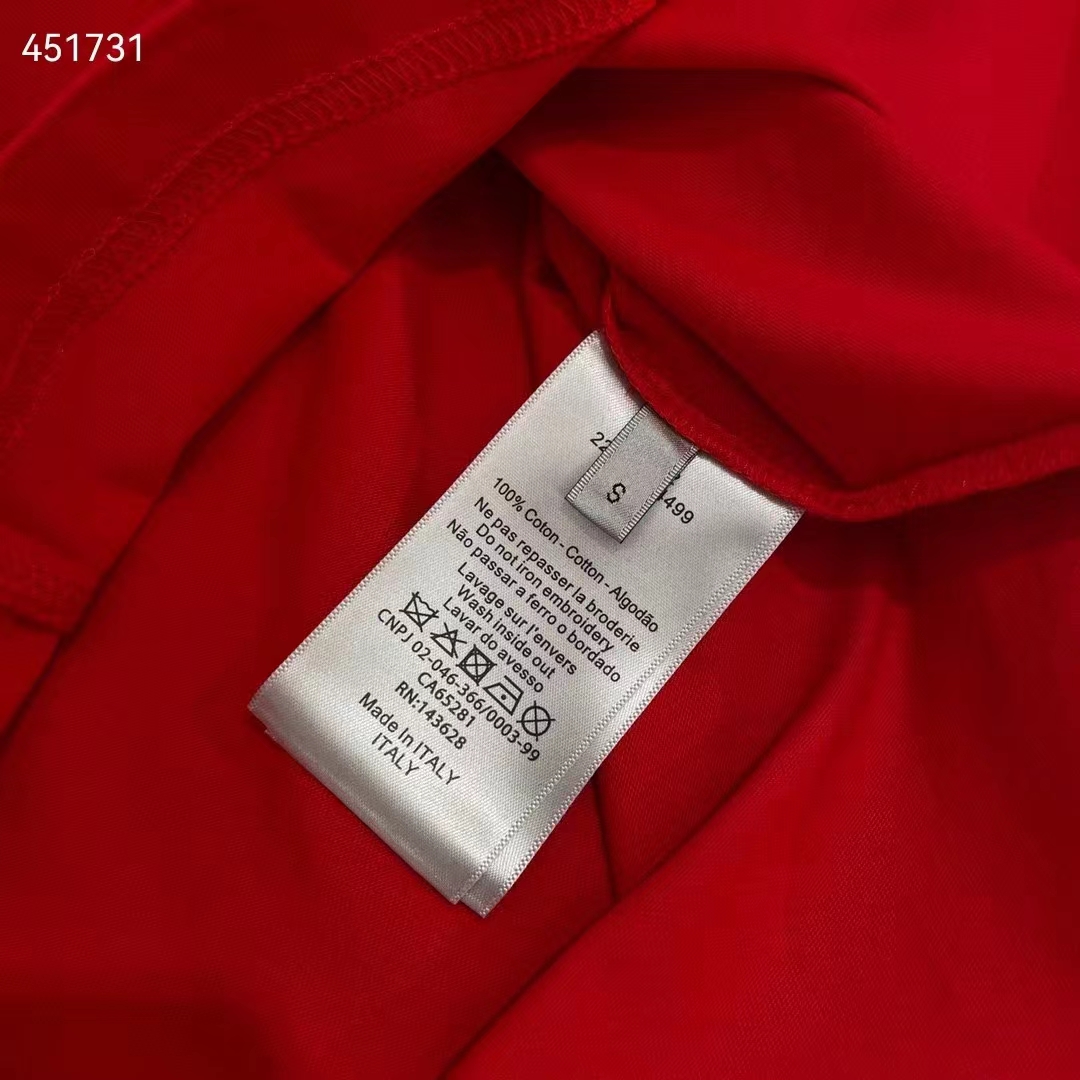 451731
22
499
S
100% Coton - Cotton - Algodão
Ne pas repasser la broderie
Do not iron embroidery
Não passar a ferro o bordado
Lavage sur l'envers
Wash inside out
Lavar do avesso
CNPJ 02-046-366/0003-99
CA65281
RN:143628
Made In ITALY
ITALY